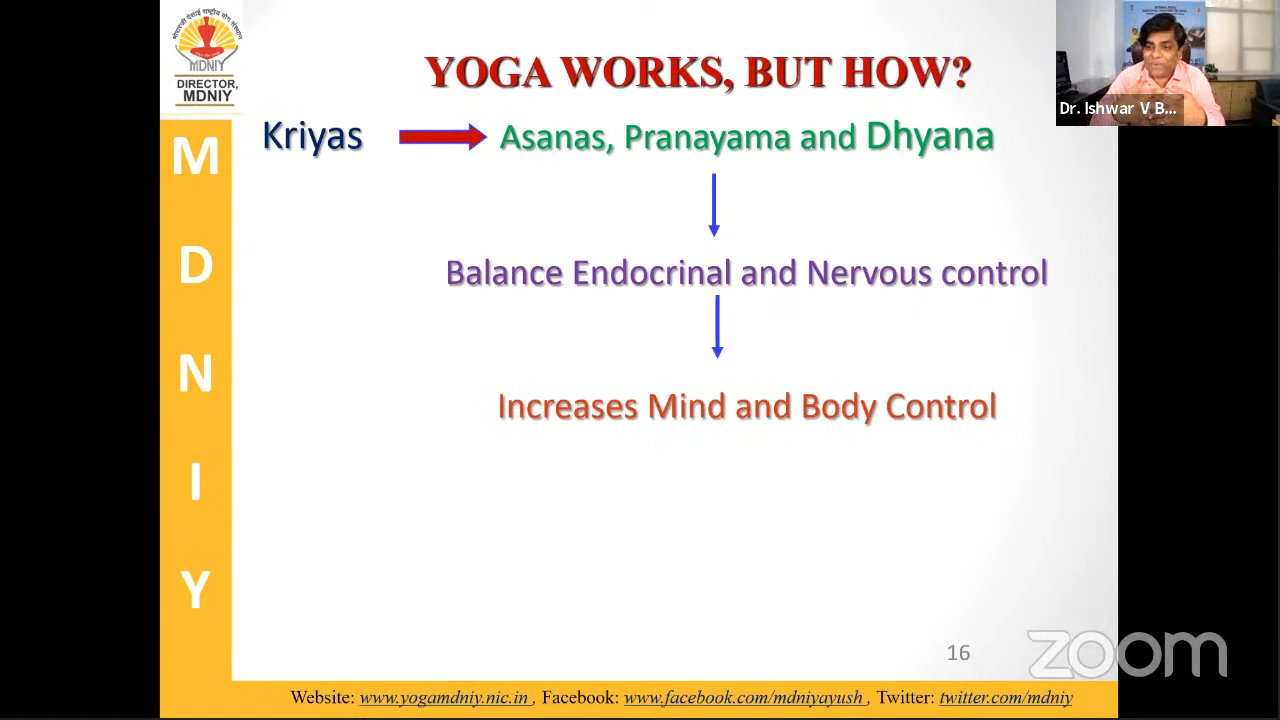 मोरारजी देसाई राष्ट्रीय योग संस्थान
MDNIY
DIRECTOR,
MDNIY
YOGA WORKS, BUT HOW?
Dr. Ishwar V B...
Kriyas Asanas, Pranayama and Dhyana
Balance Endocrinal and Nervous control
Increases Mind and Body Control
M
D
N
I
Y
16
zoom
Website: www.yogamdniy.nic.in , Facebook: www.facebook.com/mdniyayush , Twitter: twitter.com/mdniy